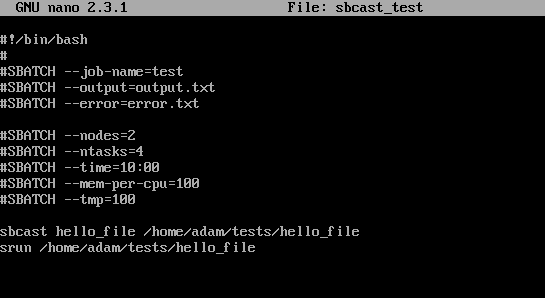 GNU nano 2.3.1 File: sbcast_test
#!/bin/bash
#
#SBATCH --job-name=test
#SBATCH --output=output.txt
#SBATCH --error=error.txt
#SBATCH --nodes=2
#SBATCH --ntasks=4
#SBATCH --time=10:00
#SBATCH --mem-per-cpu=100
#SBATCH --tmp=100
sbcast hello_file /home/adam/tests/hello_file
srun /home/adam/tests/hello_file